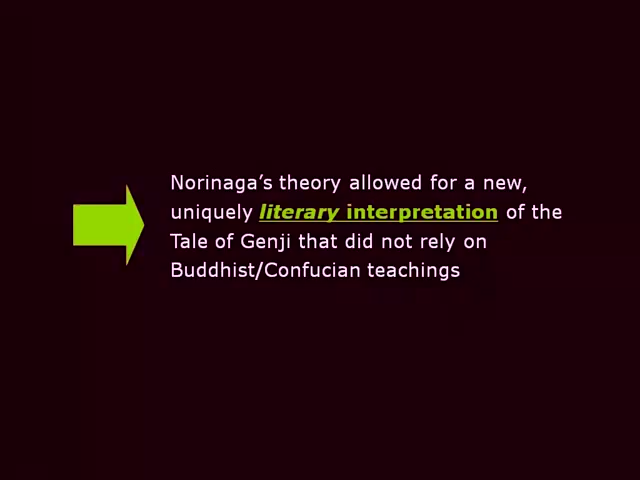 Norinaga’s theory allowed for a new,
uniquely literary interpretation of the
Tale of Genji that did not rely on
Buddhist/Confucian teachings